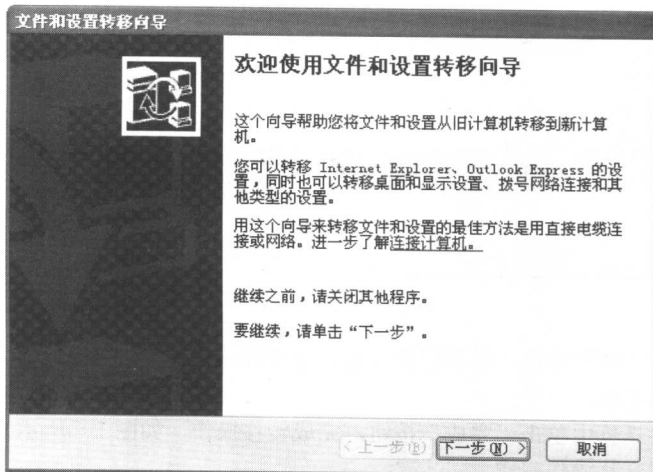 文件和设置转移向导
欢迎使用文件和设置转移向导
这个向导帮助您将文件和设置从旧计算机转移到新计算
机。
您可以转移 Internet Explorer、Outlook Express 的设
置，同时也可以转移桌面和显示设置、拨号网络连接和其
他类型的设置。
用这个向导来转移文件和设置的最佳方法是用直接电缆连
接或网络。进一步了解连接计算机。
继续之前，请关闭其他程序。
要继续，请单击“下一步”。
< 上一步(B) 下一步(N) > 取消